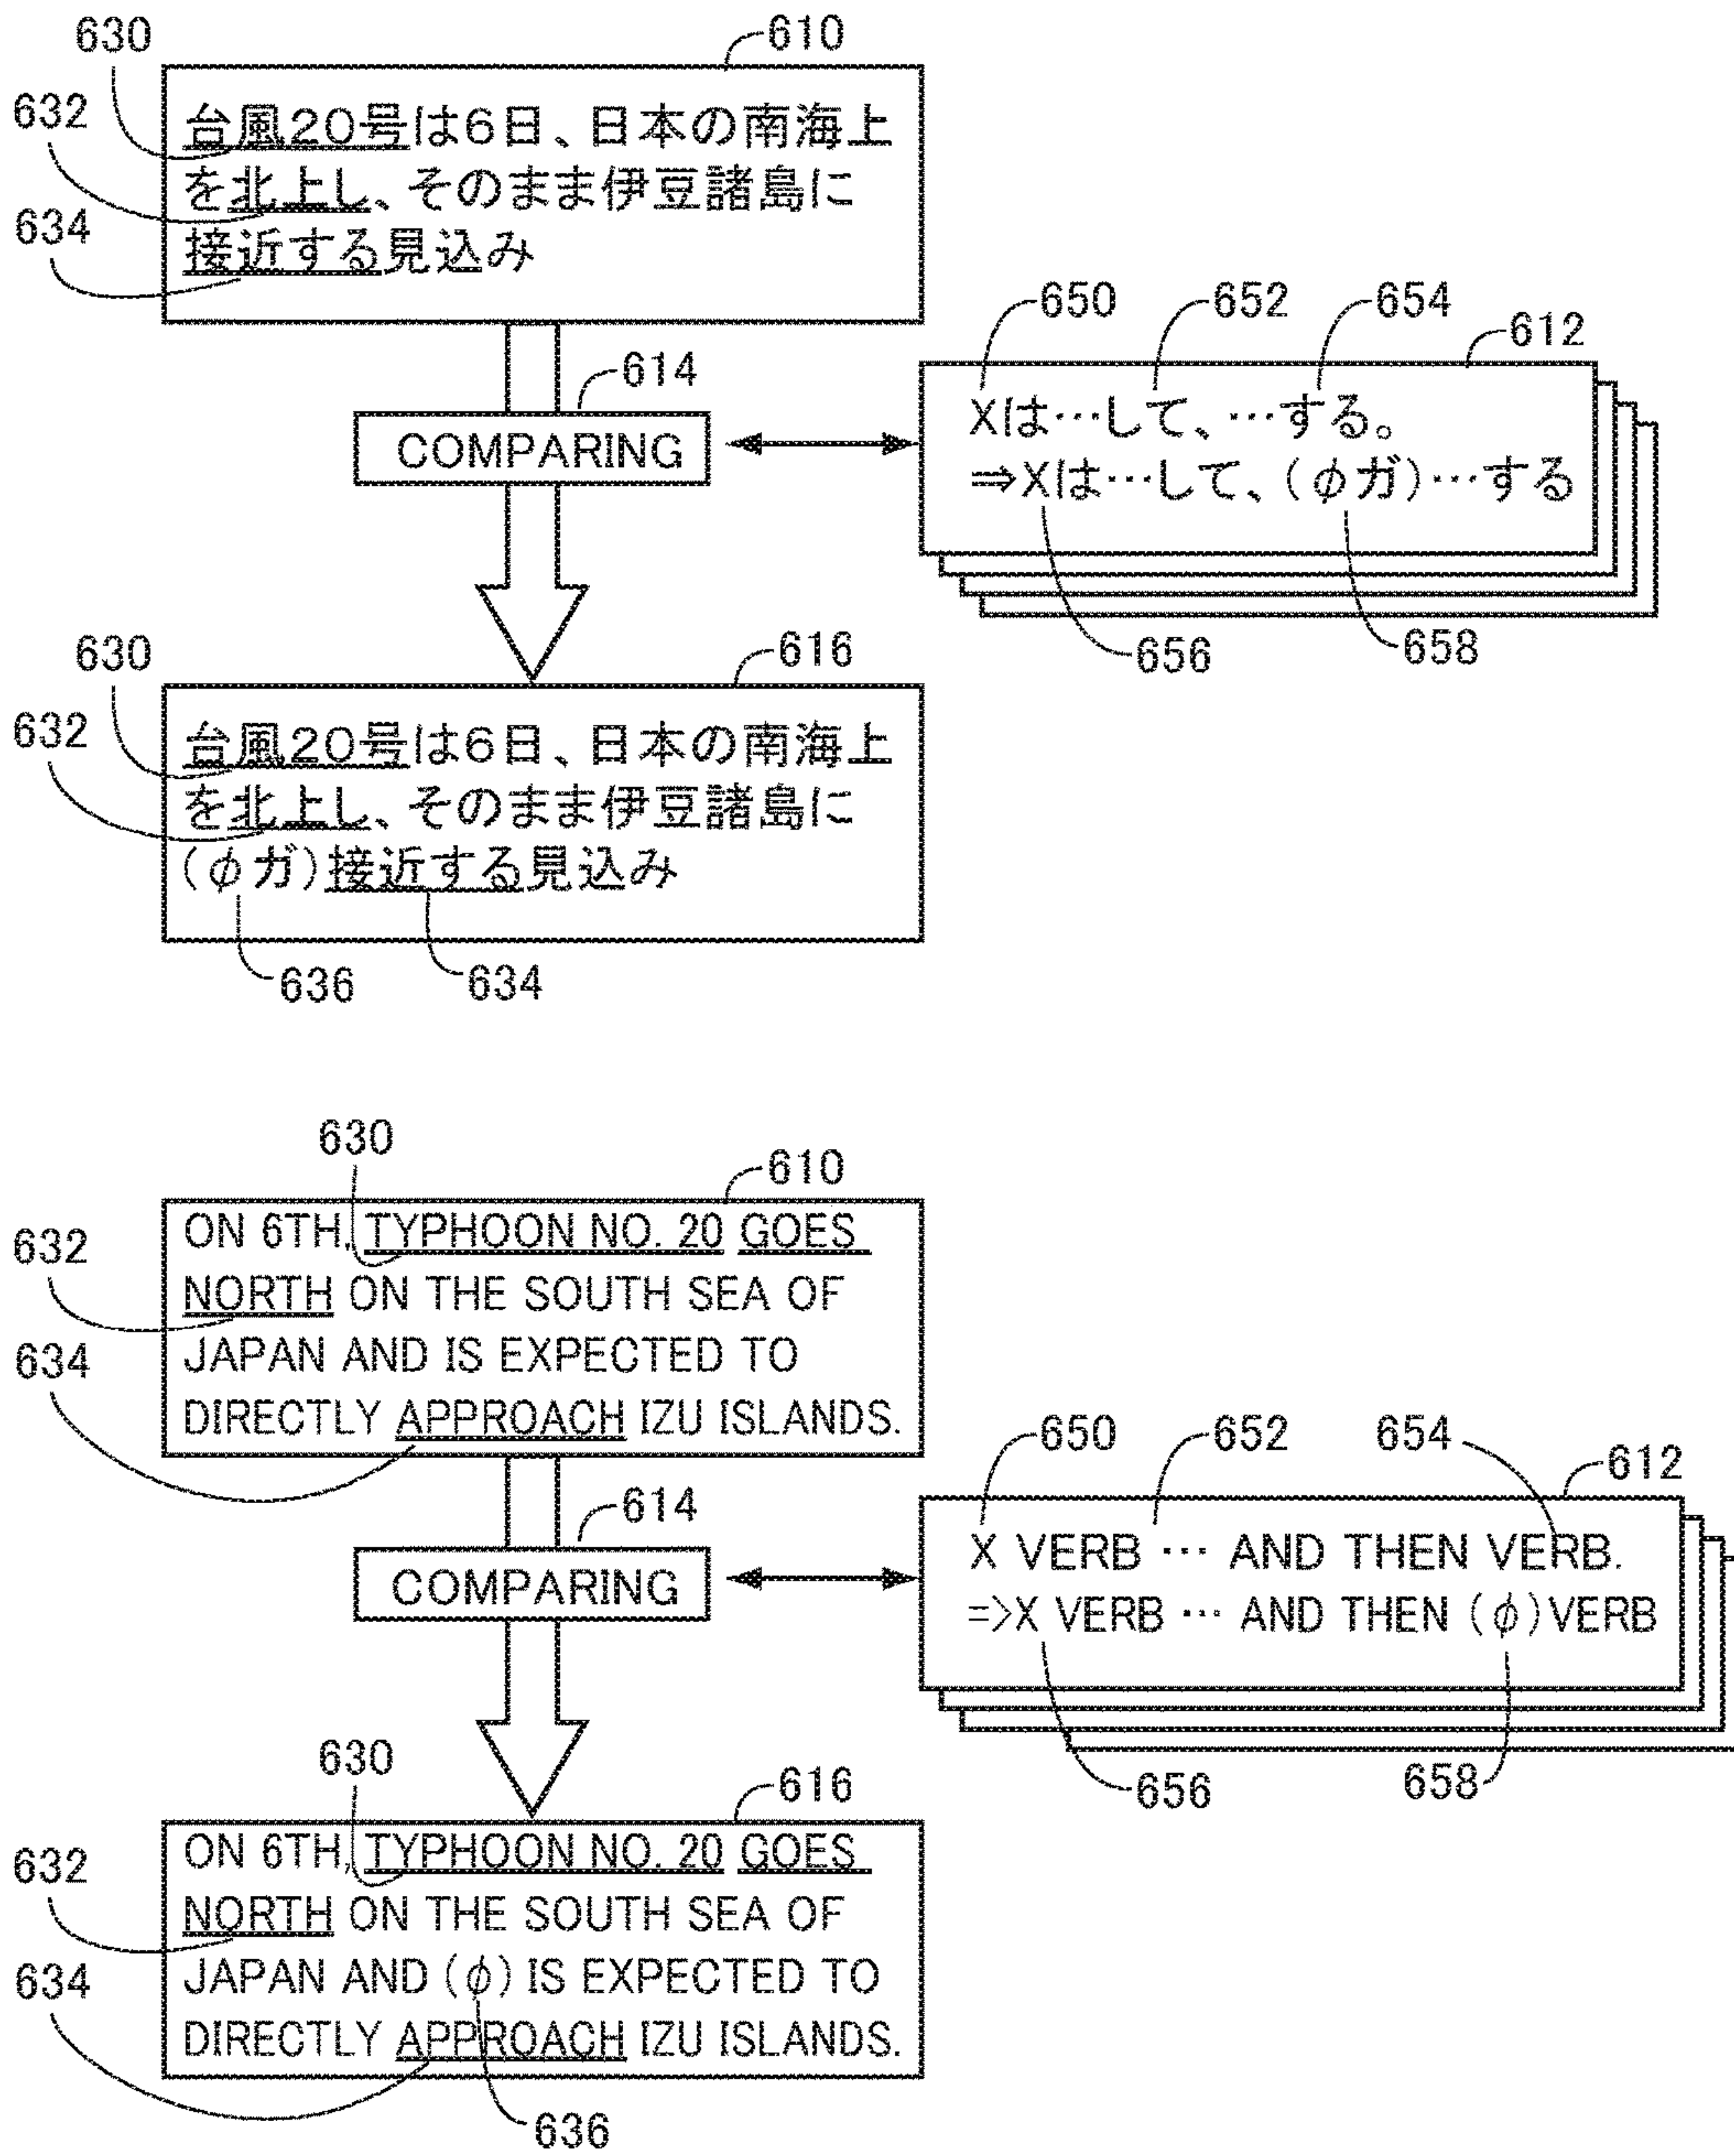 630
610
632
台風20号は6日、日本の南海上
を北上し、そのまま伊豆諸島に
634
接近する見込み
650
652
654
612
614
Xは…して、…する。
COMPARING
⇒Xは…して、(φガ)…する
630
616
656
658
632
台風20号は6日、日本の南海上
を北上し、そのまま伊豆諸島に
(φガ)接近する見込み
636
634
630
610
632
ON 6TH, TYPHOON NO. 20 GOES
NORTH ON THE SOUTH SEA OF
634
JAPAN AND IS EXPECTED TO
DIRECTLY APPROACH IZU ISLANDS.
650
652
654
612
614
X VERB … AND THEN VERB.
COMPARING
=>X VERB … AND THEN (φ)VERB
630
616
656
658
632
ON 6TH, TYPHOON NO. 20 GOES
NORTH ON THE SOUTH SEA OF
634
JAPAN AND (φ) IS EXPECTED TO
DIRECTLY APPROACH IZU ISLANDS.
636